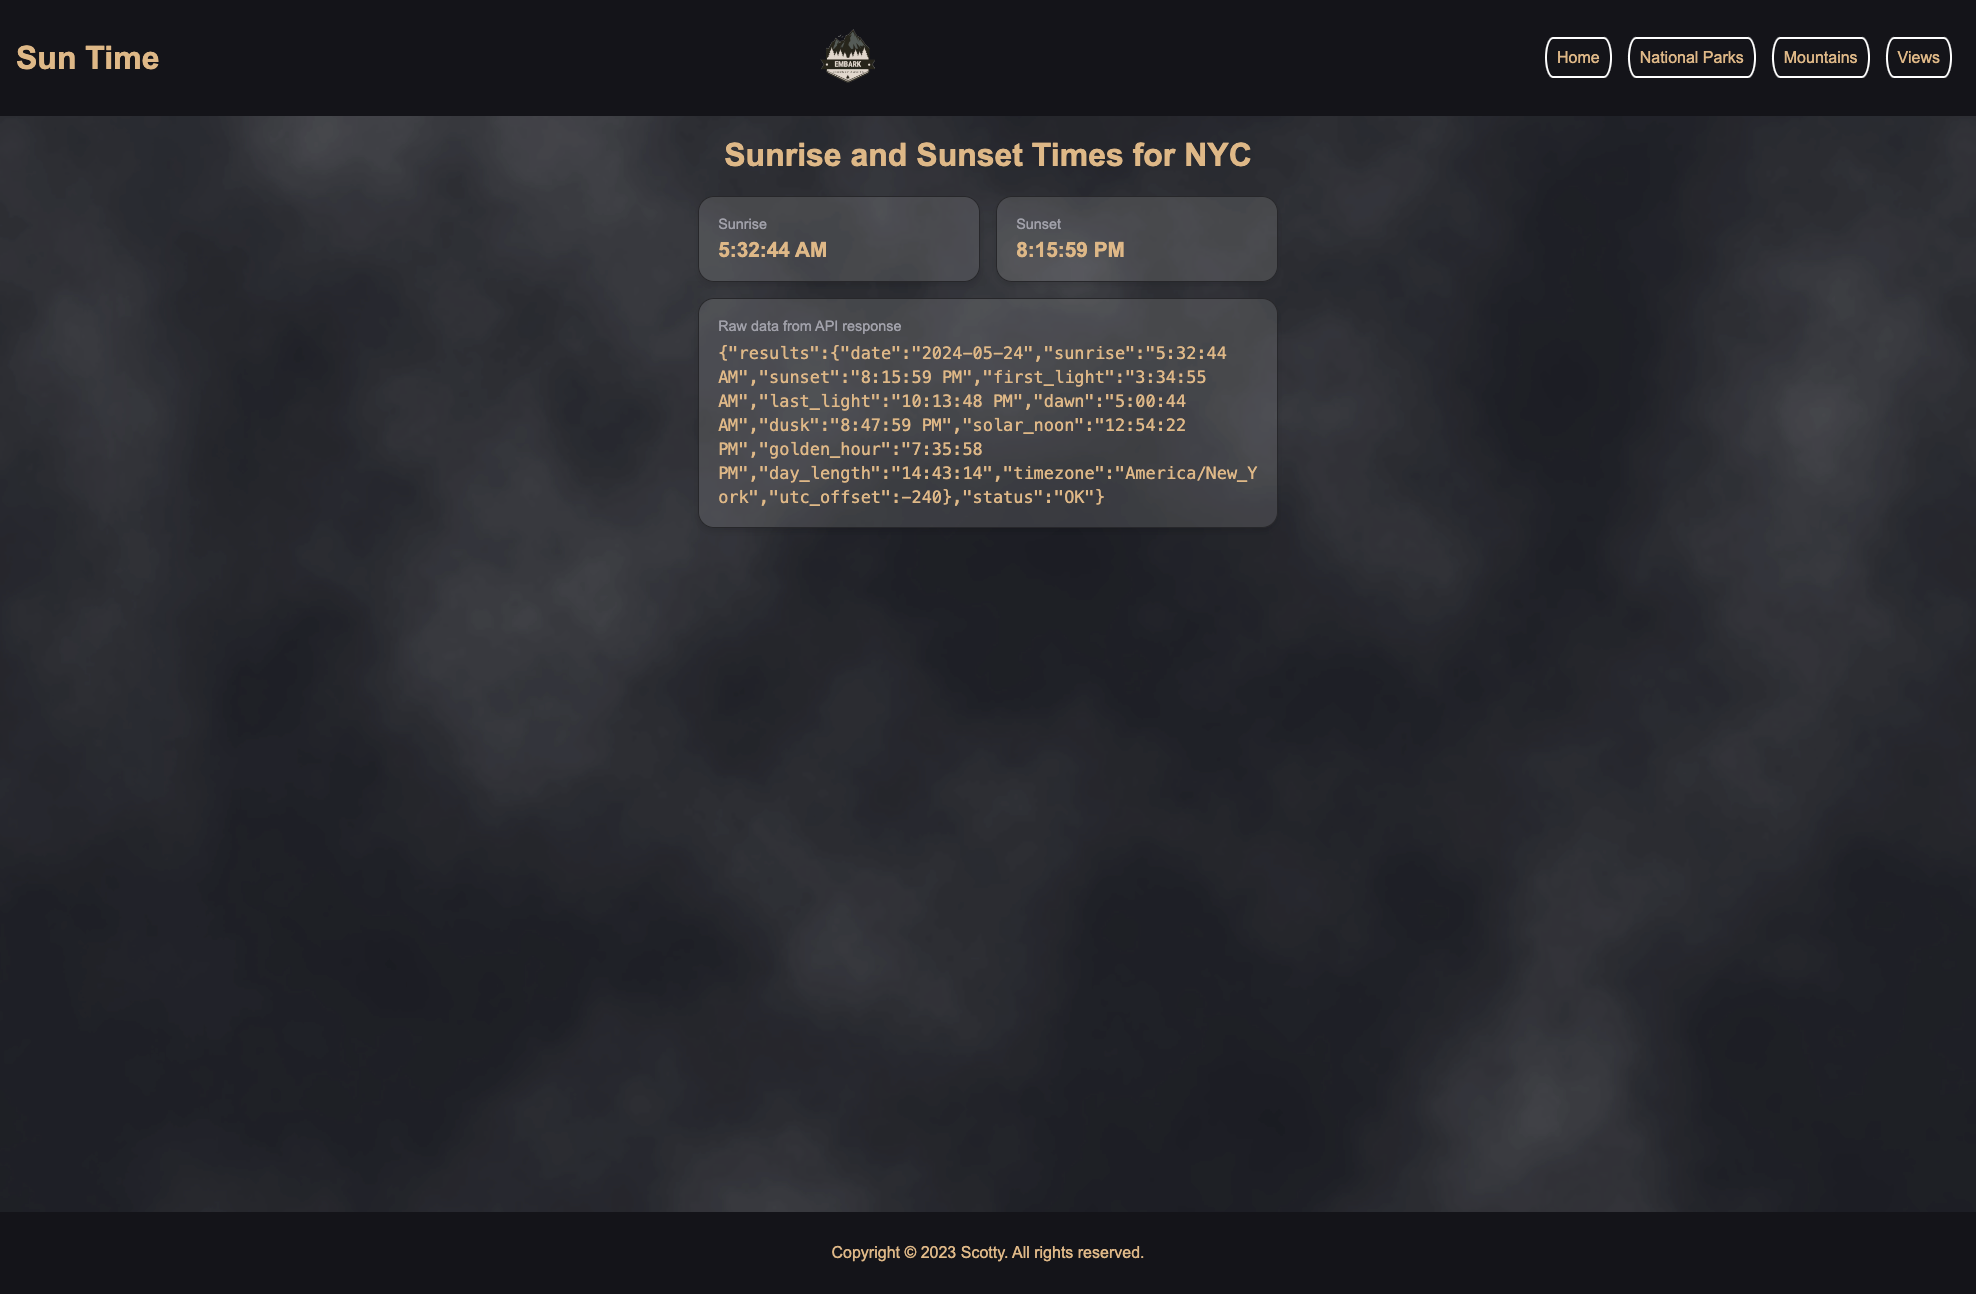 Sun Time
EMBARK
Home
National Parks
Mountains
Views
Sunrise and Sunset Times for NYC
Sunrise
5:32:44 AM
Sunset
8:15:59 PM
Raw data from API response
{"results":{"date":"2024-05-24","sunrise":"5:32:44
AM","sunset":"8:15:59 PM","first_light":"3:34:55
AM","last_light":"10:13:48 PM","dawn":"5:00:44
AM","dusk":"8:47:59 PM","solar_noon":"12:54:22
PM","golden_hour":"7:35:58
PM","day_length":"14:43:14","timezone":"America/New_Y
ork","utc_offset":-240},"status":"OK"}
Copyright © 2023 Scotty. All rights reserved.